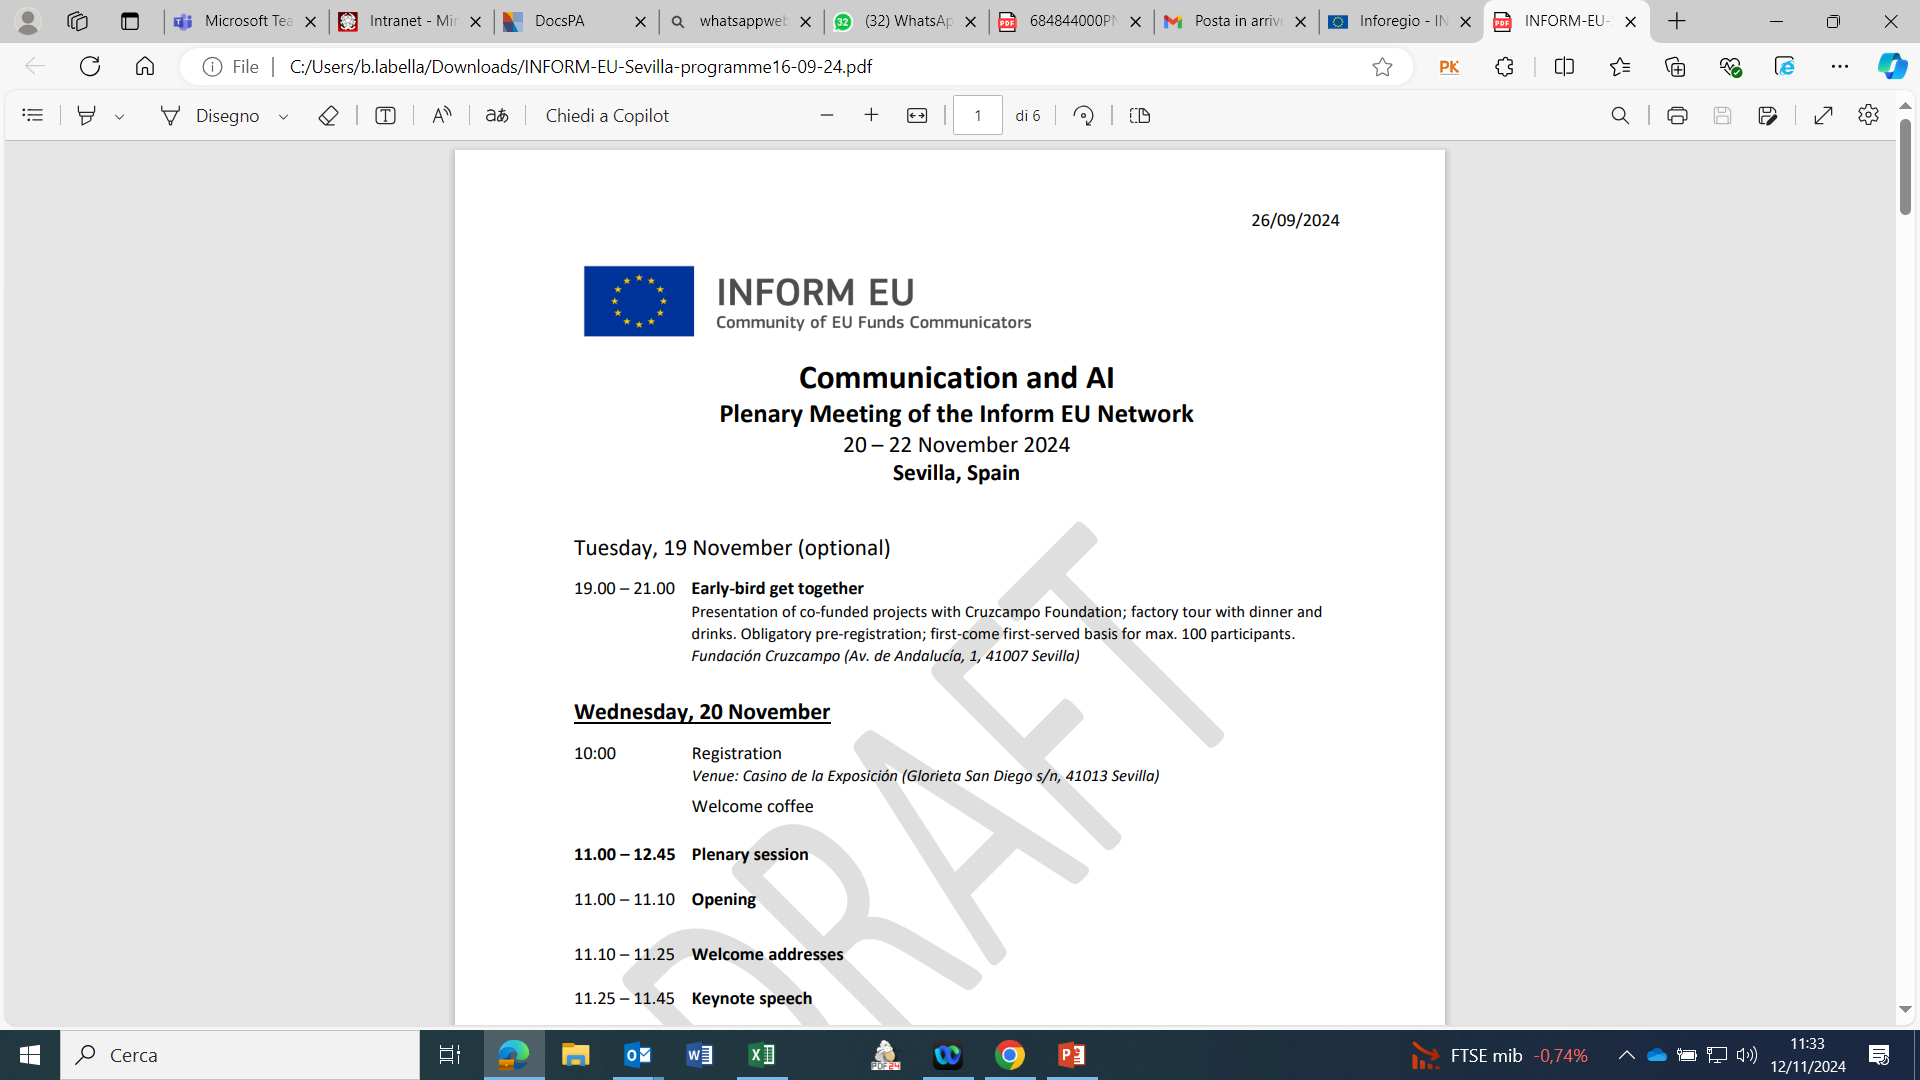 Microsoft Tea
Intranet - Min
DocsPA
whatsappweb
(32) WhatsAp
684844000PN
Posta in arrivo
Inforegio - IN
INFORM-EU-S
File
C:/Users/b.labella/Downloads/INFORM-EU-Sevilla-programme16-09-24.pdf
PK
Disegno
aあ
Chiedi a Copilot
1
di 6
26/09/2024
INFORM EU
Community of EU Funds Communicators
Communication and AI
Plenary Meeting of the Inform EU Network
20 – 22 November 2024
Sevilla, Spain
Tuesday, 19 November (optional)
19.00 – 21.00 Early-bird get together
Presentation of co-funded projects with Cruzcampo Foundation; factory tour with dinner and
drinks. Obligatory pre-registration; first-come first-served basis for max. 100 participants.
Fundación Cruzcampo (Av. de Andalucía, 1, 41007 Sevilla)
Wednesday, 20 November
10:00 Registration
Venue: Casino de la Exposición (Glorieta San Diego s/n, 41013 Sevilla)
Welcome coffee
11.00 – 12.45 Plenary session
11.00 – 11.10 Opening
11.10 – 11.25 Welcome addresses
11.25 – 11.45 Keynote speech
DRAFT
Cerca
FTSE mib -0,74%
11:33
12/11/2024